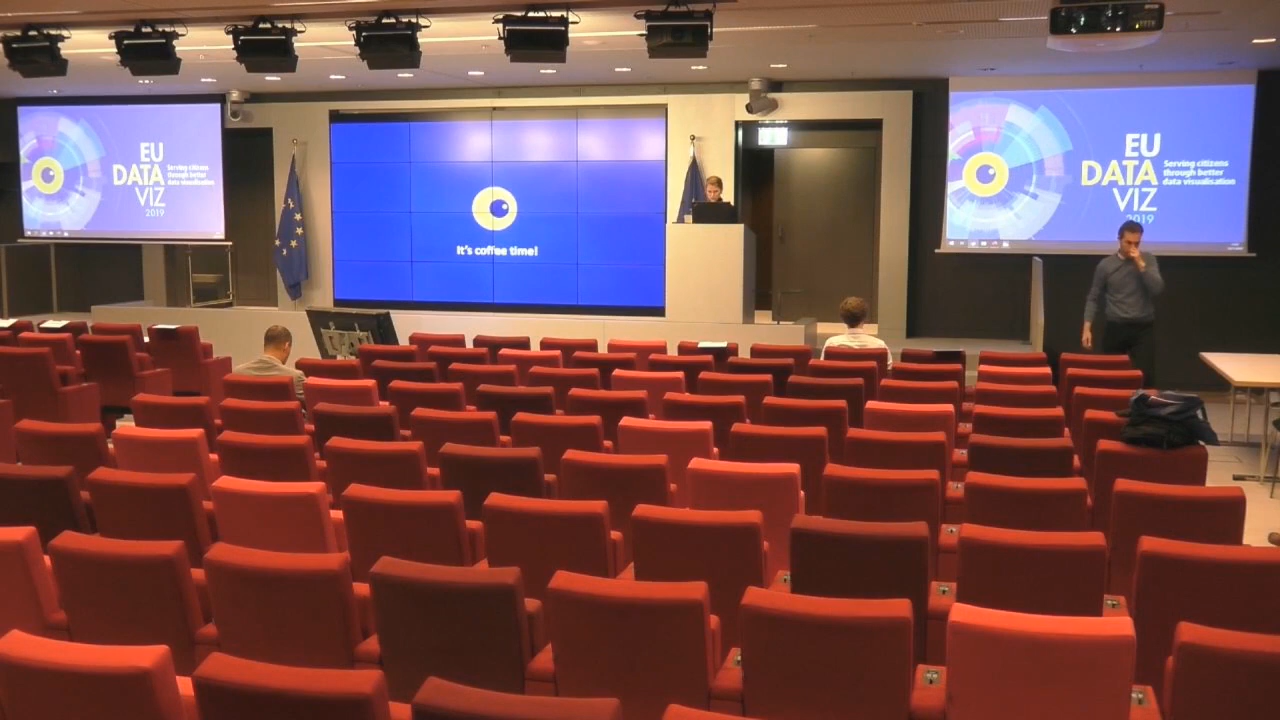 EU
DATA
VIZ
2019
Serving citizens
through better
data visualisation
It's coffee time!
EU
DATA
VIZ
2019
Serving citizens
through better
data visualisation